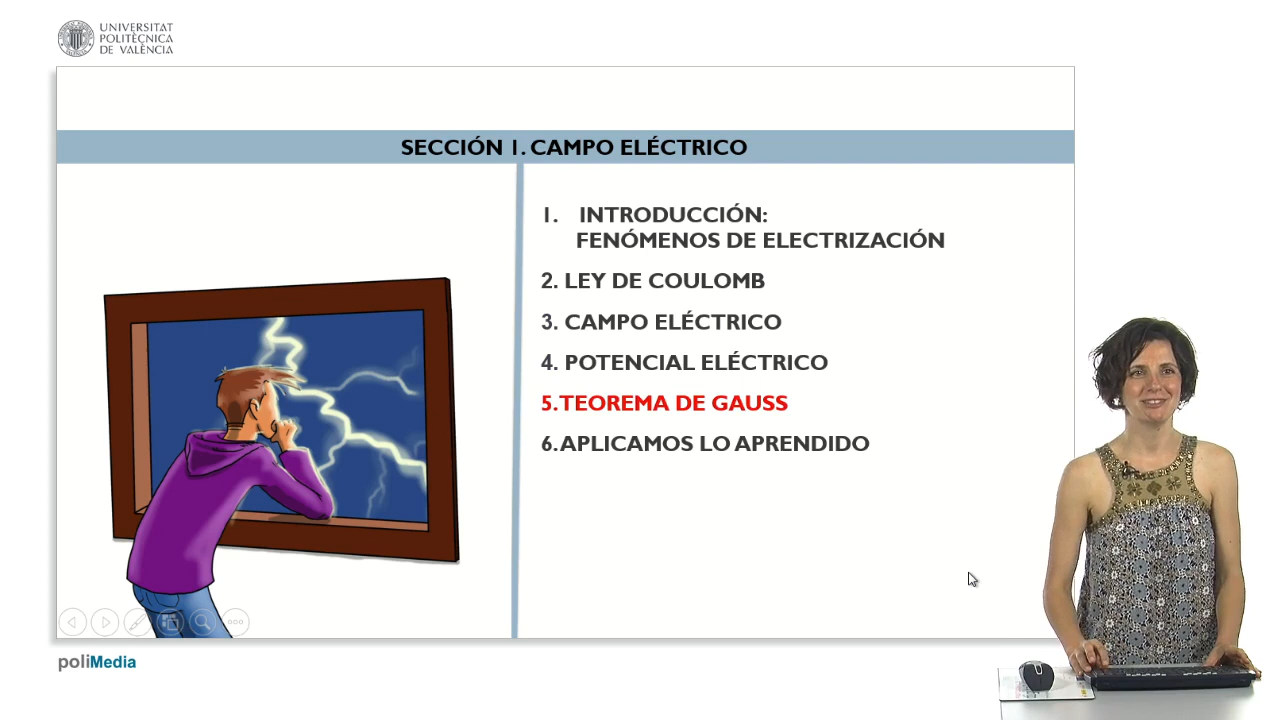 UNIVERSITAT
POLITÈCNICA
DE VALÈNCIA
SECCIÓN 1. CAMPO ELÉCTRICO
1. INTRODUCCIÓN:
FENÓMENOS DE ELECTRIZACIÓN
2. LEY DE COULOMB
3. CAMPO ELÉCTRICO
4. POTENCIAL ELÉCTRICO
5. TEOREMA DE GAUSS
6. APLICAMOS LO APRENDIDO
poliMedia